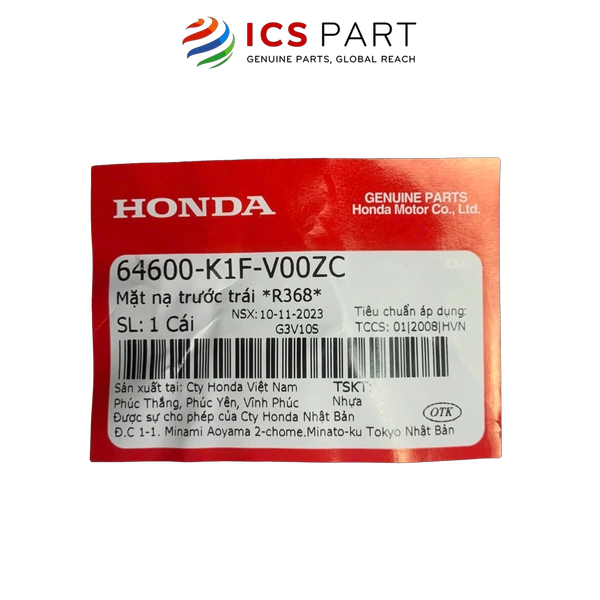 ICS PART
GENUINE PARTS, GLOBAL REACH
HONDA
GENUINE PARTS
Honda Motor Co., Ltd.
64600-K1F-V00ZC
Mặt nạ trước trái *R368*
SL: 1 Cái
NSX: 10-11-2023
G3V10S
Tiêu chuẩn áp dụng:
TCCS: 01|2008|HVN
Sản xuất tại: Cty Honda Việt Nam
Phúc Thắng, Phúc Yên, Vĩnh Phúc
TSKT:
Nhựa
Được sự cho phép của Cty Honda Nhật Bản
Đ.C 1-1. Minami Aoyama 2-chome.Minato-ku Tokyo Nhật Bản
OTK